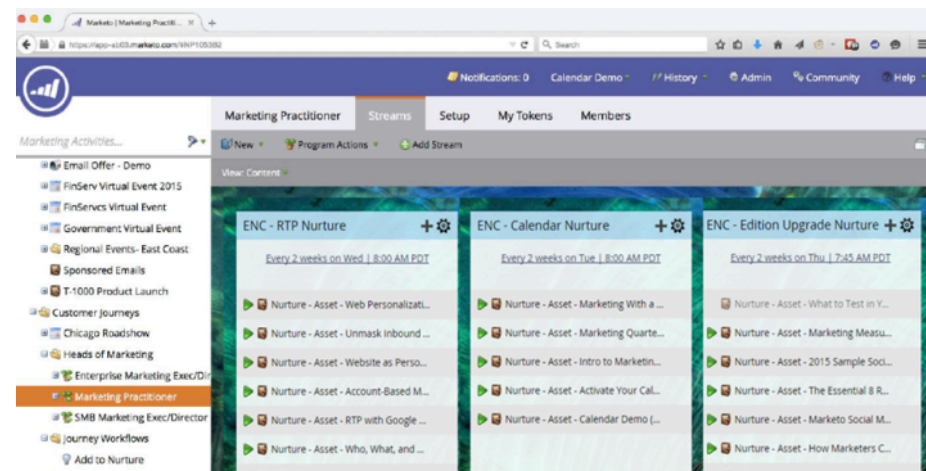 Marketo | Marketing Practiti...
https://app-sj03.marketo.com/#NP105382
Search
Notifications: 0 Calendar Demo History Admin Community Help
Marketing Practitioner Streams Setup My Tokens Members
Marketing Activities...
New Program Actions Add Stream
View: Content
Email Offer - Demo
FinServ Virtual Event 2015
FinServcs Virtual Event
Government Virtual Event
Regional Events- East Coast
Sponsored Emails
T-1000 Product Launch
Customer Journeys
Chicago Roadshow
Heads of Marketing
Enterprise Marketing Exec/Dir
Marketing Practitioner
SMB Marketing Exec/Director
Journey Workflows
Add to Nurture
ENC - RTP Nurture
Every 2 weeks on Wed | 8:00 AM PDT
Nurture - Asset - Web Personalizati...
Nurture - Asset - Unmask Inbound ...
Nurture - Asset - Website as Perso...
Nurture - Asset - Account-Based M...
Nurture - Asset - RTP with Google ...
Nurture - Asset - Who, What, and ...
ENC - Calendar Nurture
Every 2 weeks on Tue | 8:00 AM PDT
Nurture - Asset - Marketing With a ...
Nurture - Asset - Marketing Quarte...
Nurture - Asset - Intro to Marketin...
Nurture - Asset - Activate Your Cal...
Nurture - Asset - Calendar Demo (...
ENC - Edition Upgrade Nurture
Every 2 weeks on Thu | 7:45 AM PDT
Nurture - Asset - What to Test in Y...
Nurture - Asset - Marketing Measu...
Nurture - Asset - 2015 Sample Soci...
Nurture - Asset - The Essential 8 R...
Nurture - Asset - Marketo Social M...
Nurture - Asset - How Marketers C...